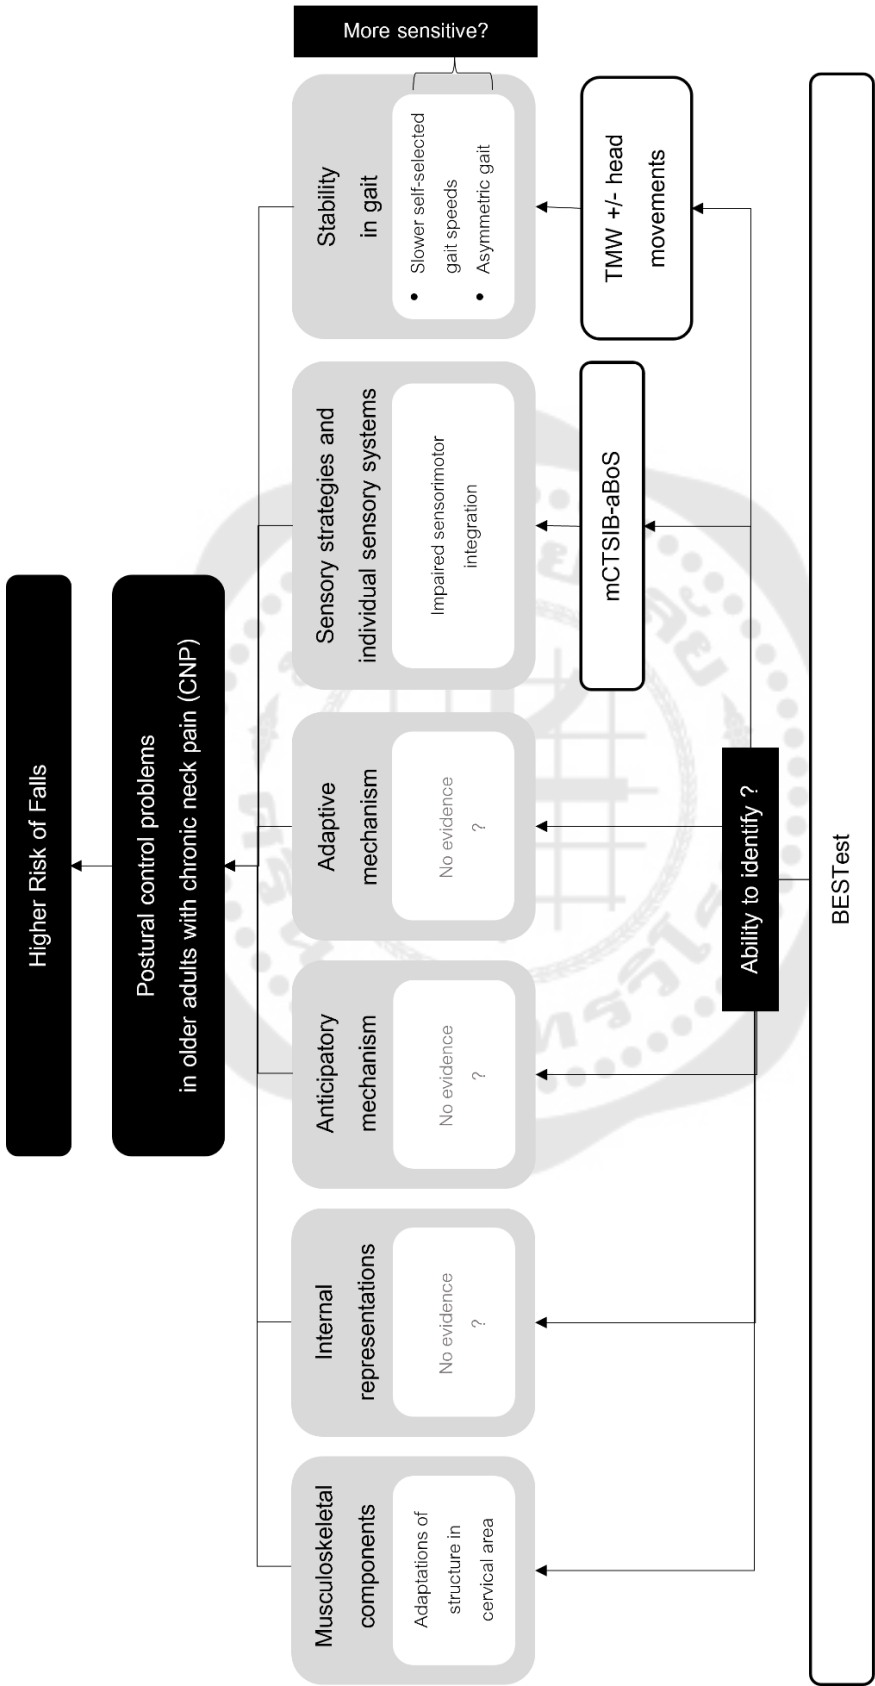 Higher Risk of Falls
Postural control problems
in older adults with chronic neck pain (CNP)
Musculoskeletal
components
Adaptations of
structure in
cervical area
Internal
representations
No evidence
?
Anticipatory
mechanism
No evidence
?
Adaptive
mechanism
No evidence
?
Sensory strategies and
individual sensory systems
Impaired sensorimotor
integration
Stability
in gait
• Slower self-selected
gait speeds
• Asymmetric gait
More sensitive?
mCTSIB-aBoS
TMW +/- head
movements
Ability to identify ?
BESTest